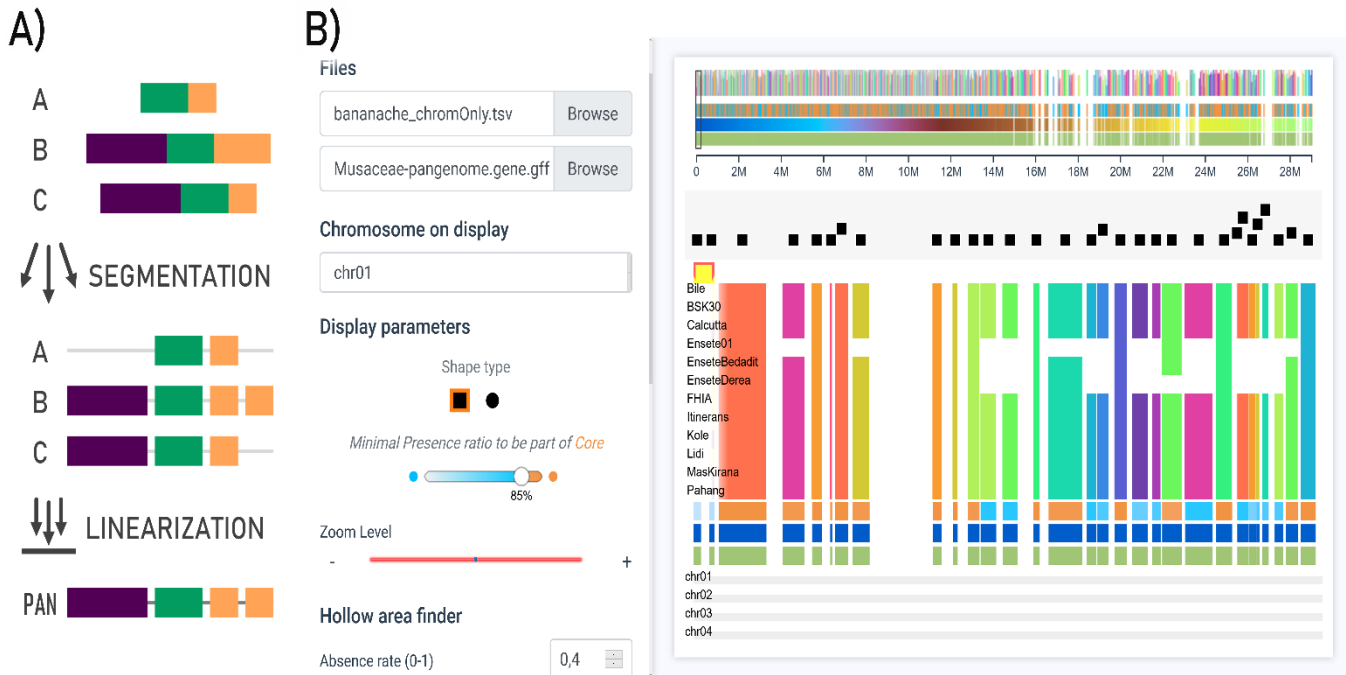 A)
A
B
C
SEGMENTATION
A
B
C
LINEARIZATION
PAN
B)
Files
bananache_chromOnly.tsv Browse
Musaceae-pangenome.gene.gff Browse
Chromosome on display
chr01
Display parameters
Shape type
Minimal Presence ratio to be part of Core
85%
Zoom Level
- +
Hollow area finder
Absence rate (0-1) 0,4
0 2M 4M 6M 8M 10M 12M 14M 16M 18M 20M 22M 24M 26M 28M
Bile
BSK30
Calcutta
Ensete01
EnseteBedadit
EnseteDerea
FHIA
Itinerans
Kole
Lidi
MasKirana
Pahang
chr01
chr02
chr03
chr04